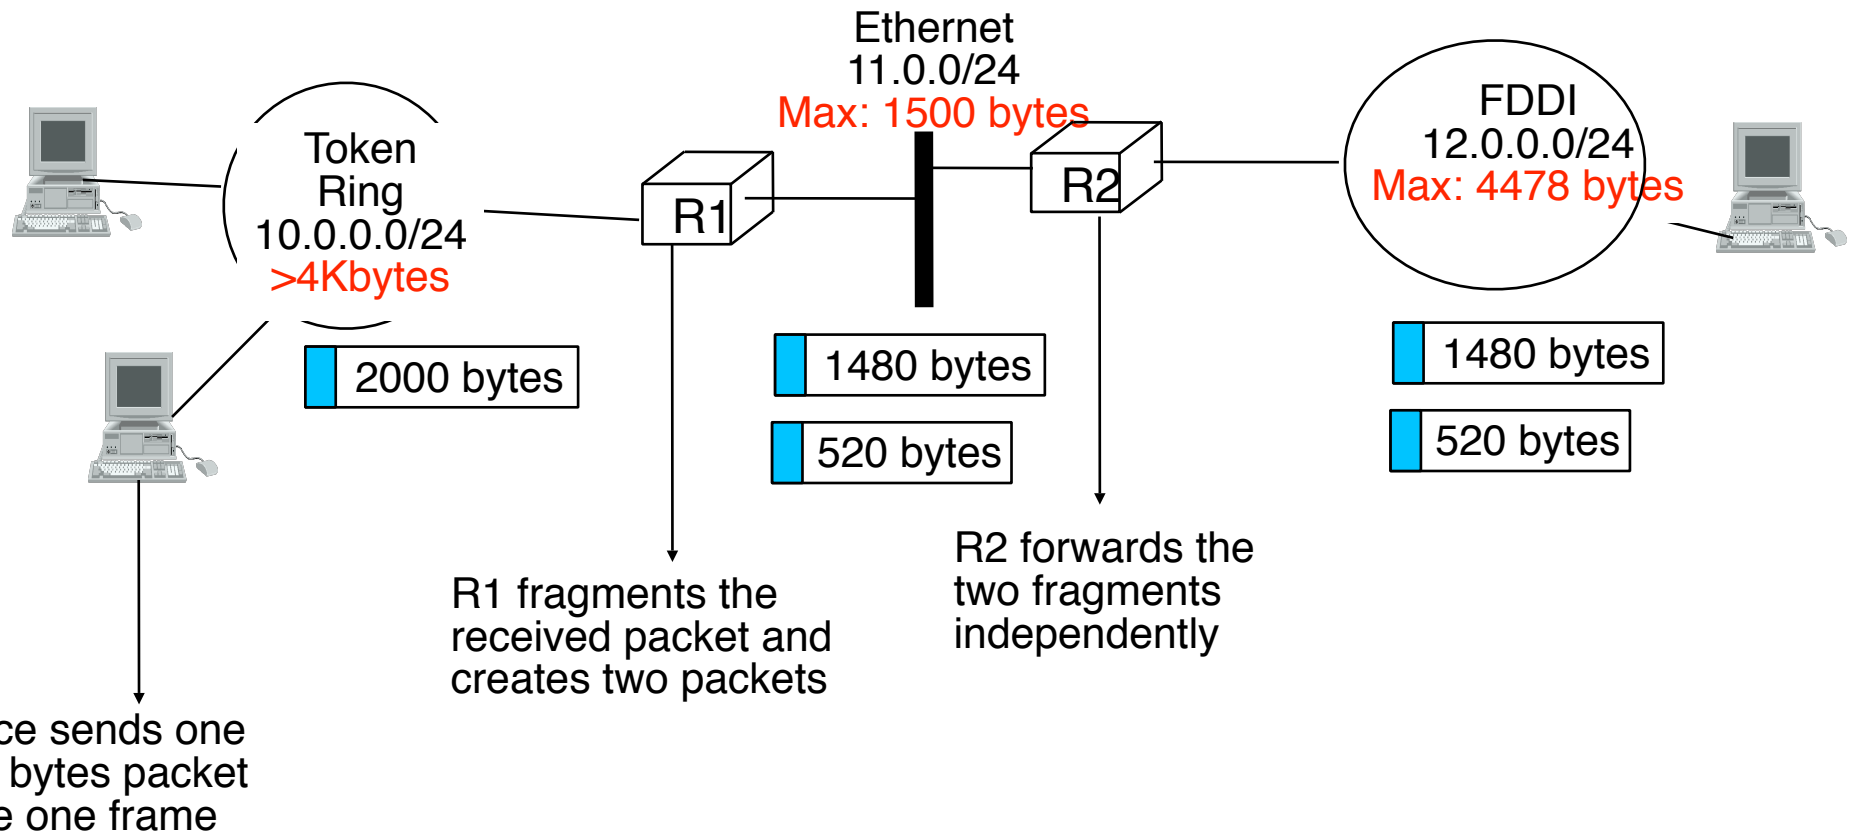 Ethernet
11.0.0/24
Max: 1500 bytes
Token
Ring
10.0.0.0/24
>4Kbytes
R1
R2
FDDI
12.0.0.0/24
Max: 4478 bytes
2000 bytes
1480 bytes
520 bytes
1480 bytes
520 bytes
R1 fragments the
received packet and
creates two packets
R2 forwards the
two fragments
independently
sends one
bytes packet
one frame